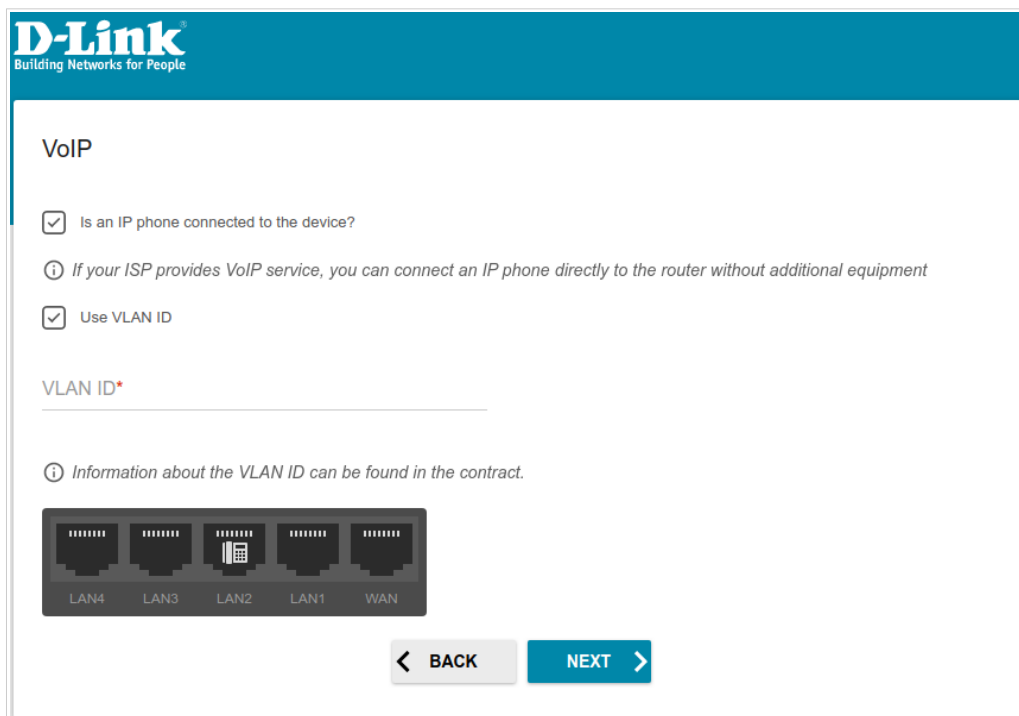 D-Link®
Building Networks for People
VoIP
Is an IP phone connected to the device?
If your ISP provides VoIP service, you can connect an IP phone directly to the router without additional equipment
Use VLAN ID
VLAN ID*
Information about the VLAN ID can be found in the contract.
LAN4 LAN3 LAN2 LAN1 WAN
BACK NEXT